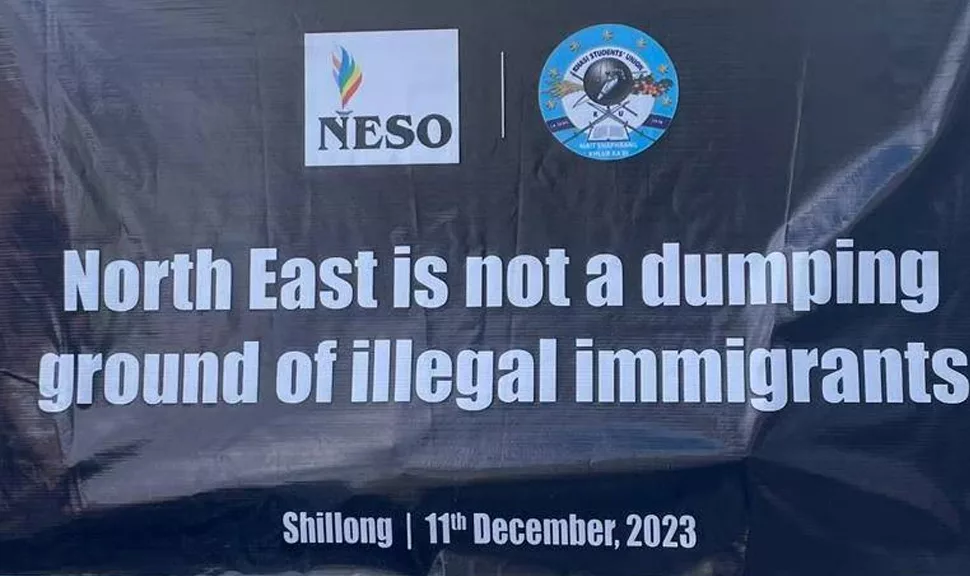 NESO
KHASI STUDENTS' UNION
K U
North East is not a dumping
ground of illegal immigrants
Shillong | 11th December, 2023